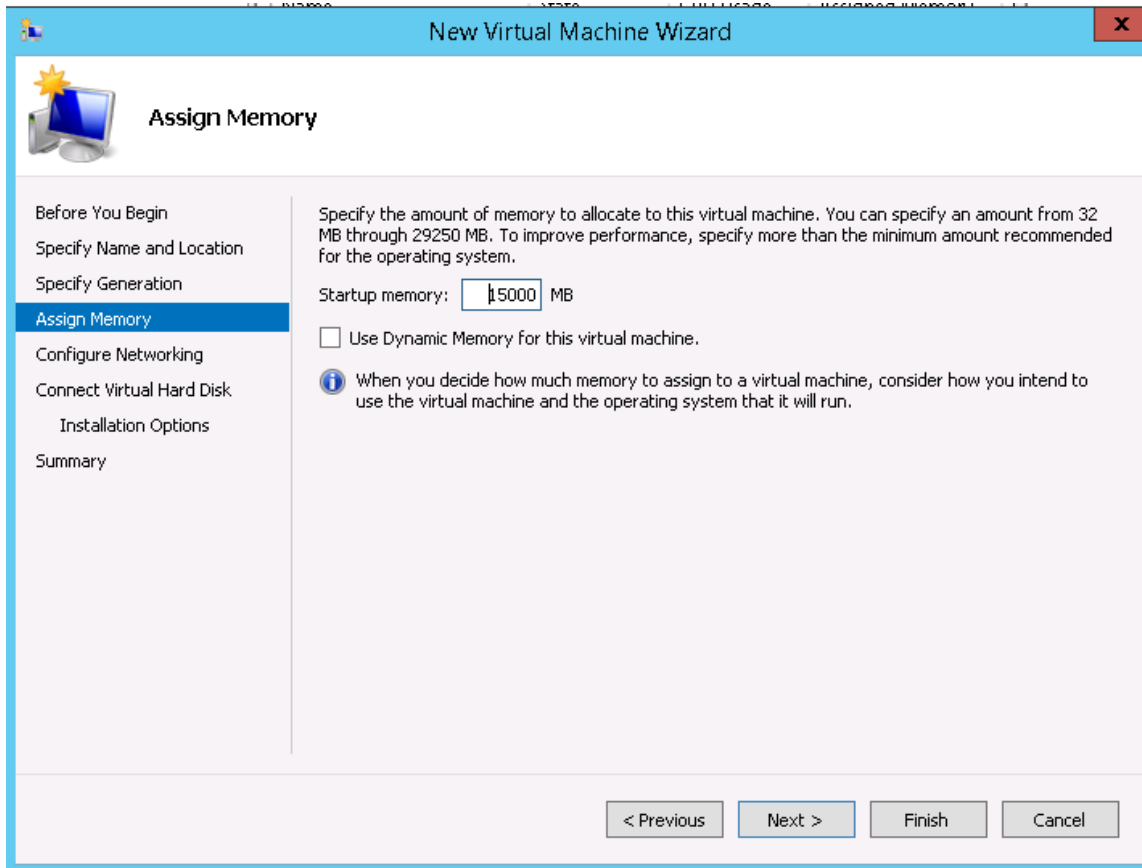 New Virtual Machine Wizard
x
Assign Memory
Before You Begin
Specify Name and Location
Specify Generation
Assign Memory
Configure Networking
Connect Virtual Hard Disk
Installation Options
Summary
Specify the amount of memory to allocate to this virtual machine. You can specify an amount from 32
MB through 29250 MB. To improve performance, specify more than the minimum amount recommended
for the operating system.
Startup memory: 15000 MB
Use Dynamic Memory for this virtual machine.
When you decide how much memory to assign to a virtual machine, consider how you intend to
use the virtual machine and the operating system that it will run.
< Previous
Next >
Finish
Cancel